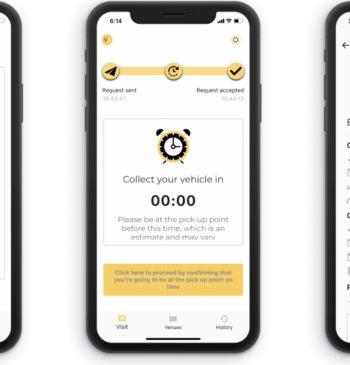 6:14
Request sent Request accepted
15:43:41 15:44:13
Collect your vehicle in
00:00
Please be at the pick-up point
before this time, which is an
estimate and may vary
Click here to proceed by confirming that
you're going to be at the pick up point on
time
Visit Venues History